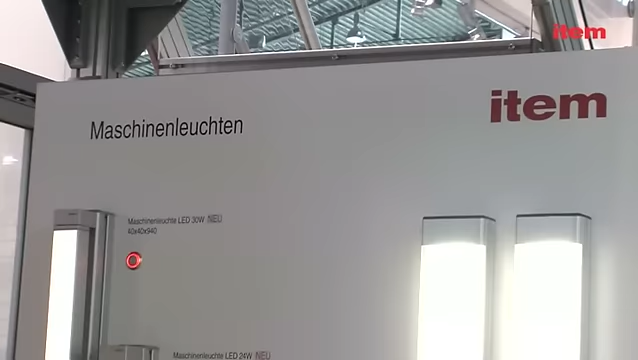 item
item
Maschinenleuchten
Maschinenleuchte LED 30W NEU
40x40x940
Maschinenleuchte LED 24W NEU